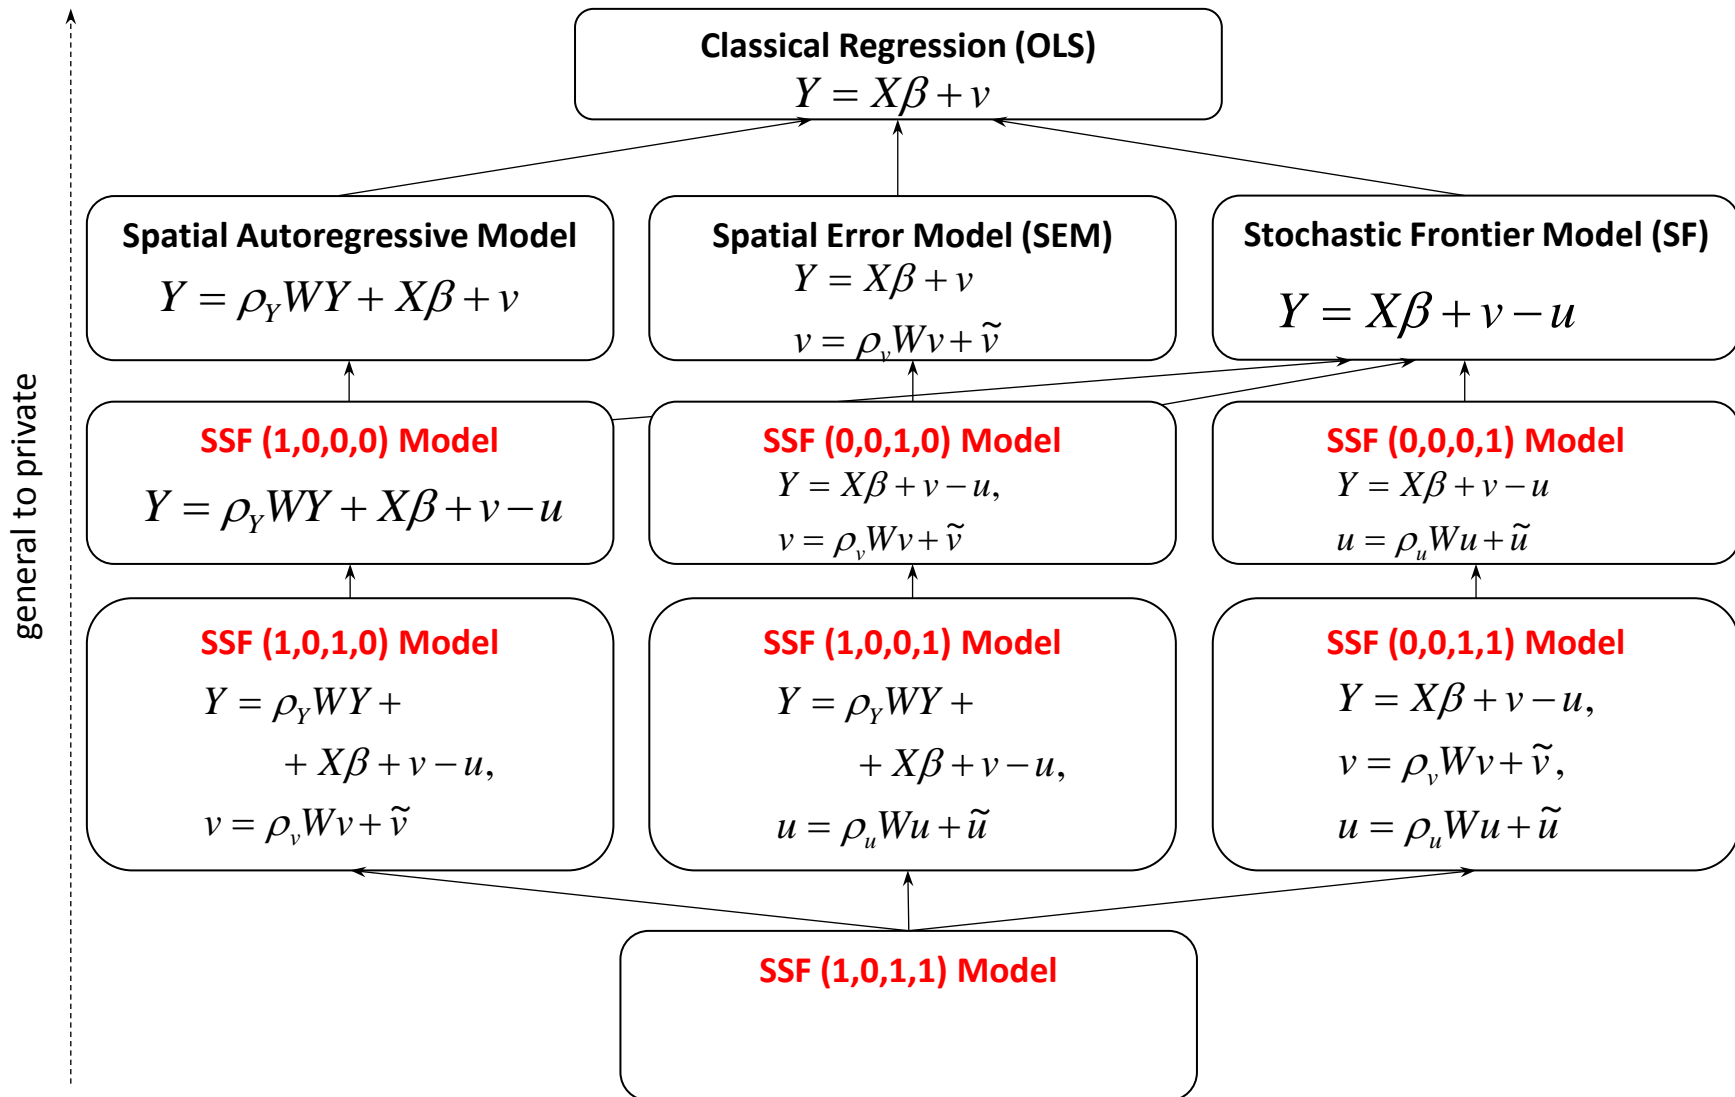 Classical Regression (OLS)
Y = Xβ + v
Spatial Autoregressive Model
Y = ρ_Y WY + Xβ + v
Spatial Error Model (SEM)
Y = Xβ + v
v = ρ_v Wv + ṽ
Stochastic Frontier Model (SF)
Y = Xβ + v − u
general to private
SSF (1,0,0,0) Model
Y = ρ_Y WY + Xβ + v − u
SSF (0,0,1,0) Model
Y = Xβ + v − u,
v = ρ_v Wv + ṽ
SSF (0,0,0,1) Model
Y = Xβ + v − u
u = ρ_u Wu + ũ
SSF (1,0,1,0) Model
Y = ρ_Y WY +
+ Xβ + v − u,
v = ρ_v Wv + ṽ
SSF (1,0,0,1) Model
Y = ρ_Y WY +
+ Xβ + v − u,
u = ρ_u Wu + ũ
SSF (0,0,1,1) Model
Y = Xβ + v − u,
v = ρ_v Wv + ṽ,
u = ρ_u Wu + ũ
SSF (1,0,1,1) Model